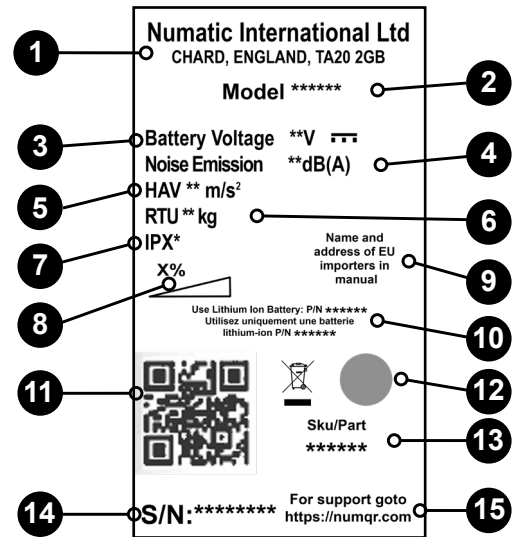 Numatic International Ltd
CHARD, ENGLAND, TA20 2GB
1
Model ******
2
Battery Voltage **V
3
Noise Emission **dB(A)
4
HAV ** m/s²
5
RTU ** kg
6
IPX*
7
Name and
address of EU
importers in
manual
9
X%
8
Use Lithium Ion Battery: P/N ******
Utilisez uniquement une batterie
lithium-ion P/N ******
10
11
12
Sku/Part
******
13
S/N:********
14
For support goto
https://numqr.com
15